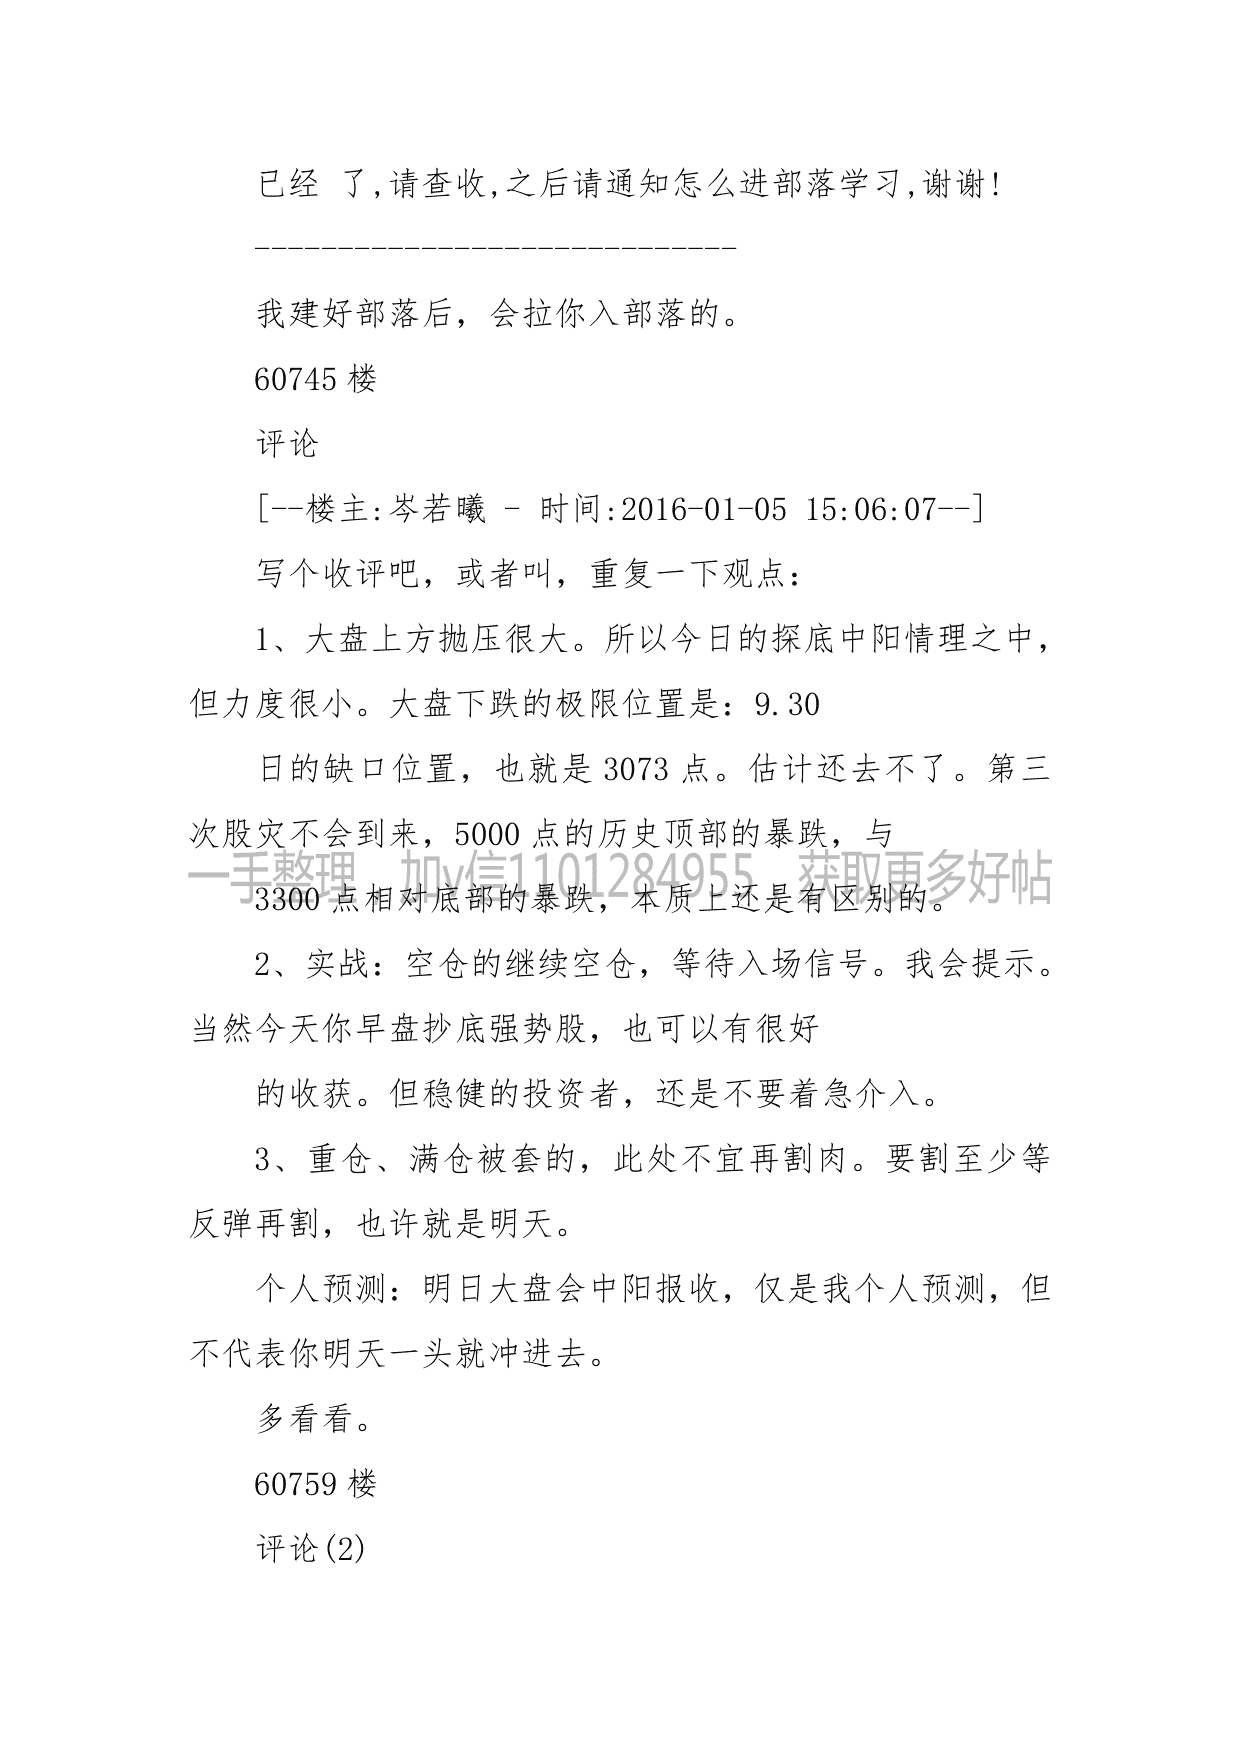 已经 了,请查收,之后请通知怎么进部落学习,谢谢!
-----------------------------
我建好部落后，会拉你入部落的。
60745 楼
评论
[--楼主:岑若曦 - 时间:2016-01-05 15:06:07--]
写个收评吧，或者叫，重复一下观点：
1、大盘上方抛压很大。所以今日的探底中阳情理之中，
但力度很小。大盘下跌的极限位置是：9.30
日的缺口位置，也就是 3073 点。估计还去不了。第三
次股灾不会到来，5000 点的历史顶部的暴跌，与
一手整理 加v信1101284955 获取更多好帖
3300 点相对底部的暴跌，本质上还是有区别的。
2、实战：空仓的继续空仓，等待入场信号。我会提示。
当然今天你早盘抄底强势股，也可以有很好
的收获。但稳健的投资者，还是不要着急介入。
3、重仓、满仓被套的，此处不宜再割肉。要割至少等
反弹再割，也许就是明天。
个人预测：明日大盘会中阳报收，仅是我个人预测，但
不代表你明天一头就冲进去。
多看看。
60759 楼
评论(2)